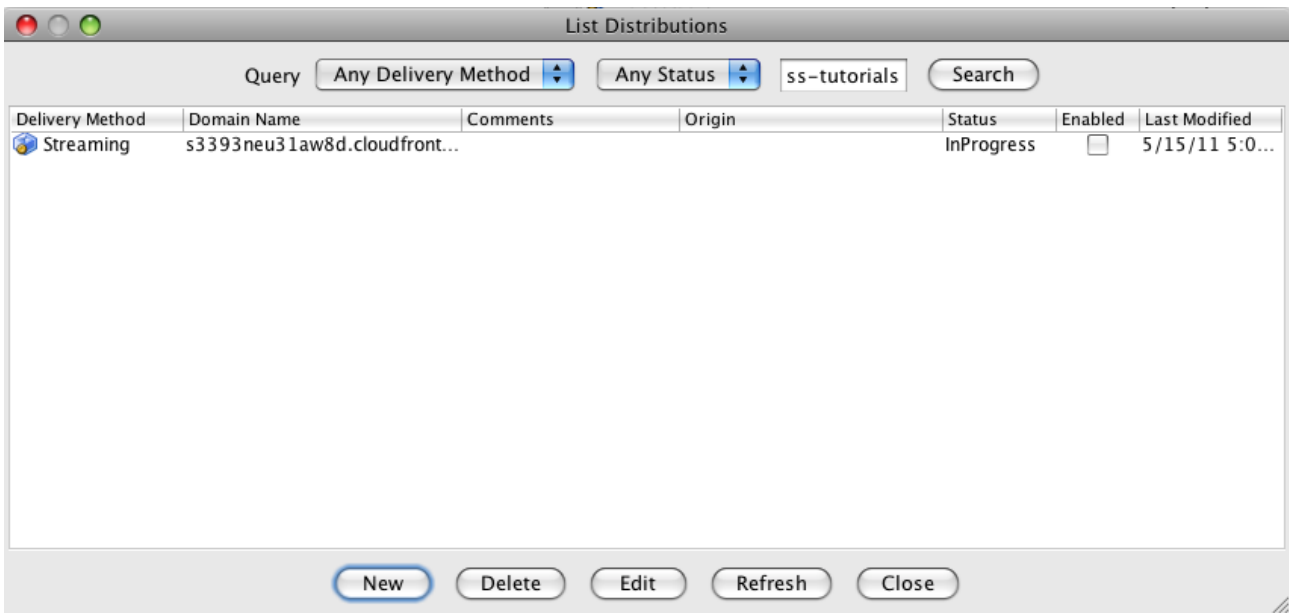 List Distributions
Query Any Delivery Method Any Status ss-tutorials Search
Delivery Method Domain Name Comments Origin Status Enabled Last Modified
Streaming s3393neu31aw8d.cloudfront... InProgress 5/15/11 5:0...
New Delete Edit Refresh Close